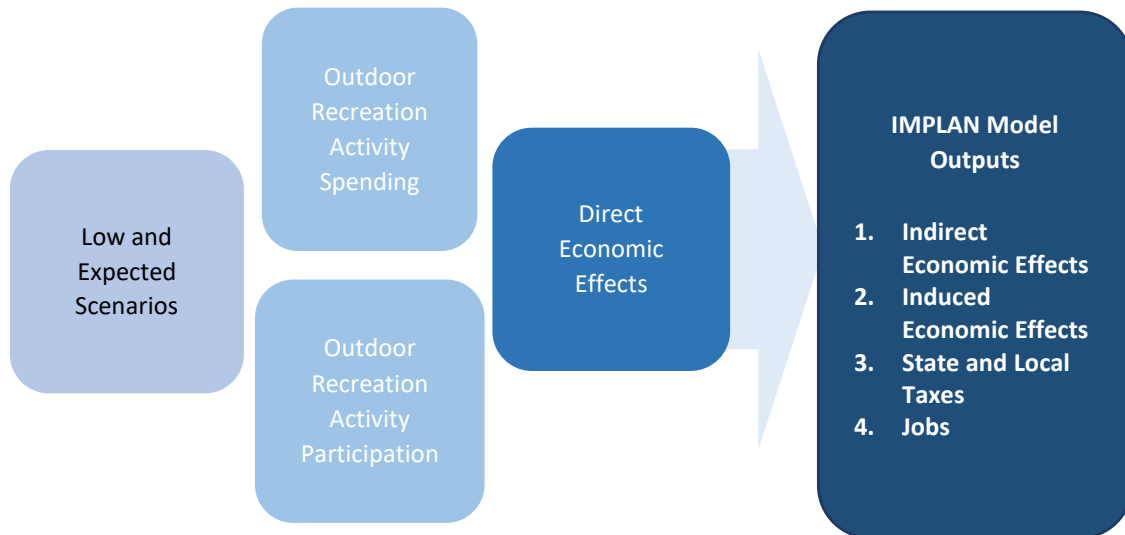 Low and
Expected
Scenarios
Outdoor
Recreation
Activity
Spending
Outdoor
Recreation
Activity
Participation
Direct
Economic
Effects
IMPLAN Model
Outputs
1. Indirect
Economic Effects
2. Induced
Economic Effects
3. State and Local
Taxes
4. Jobs